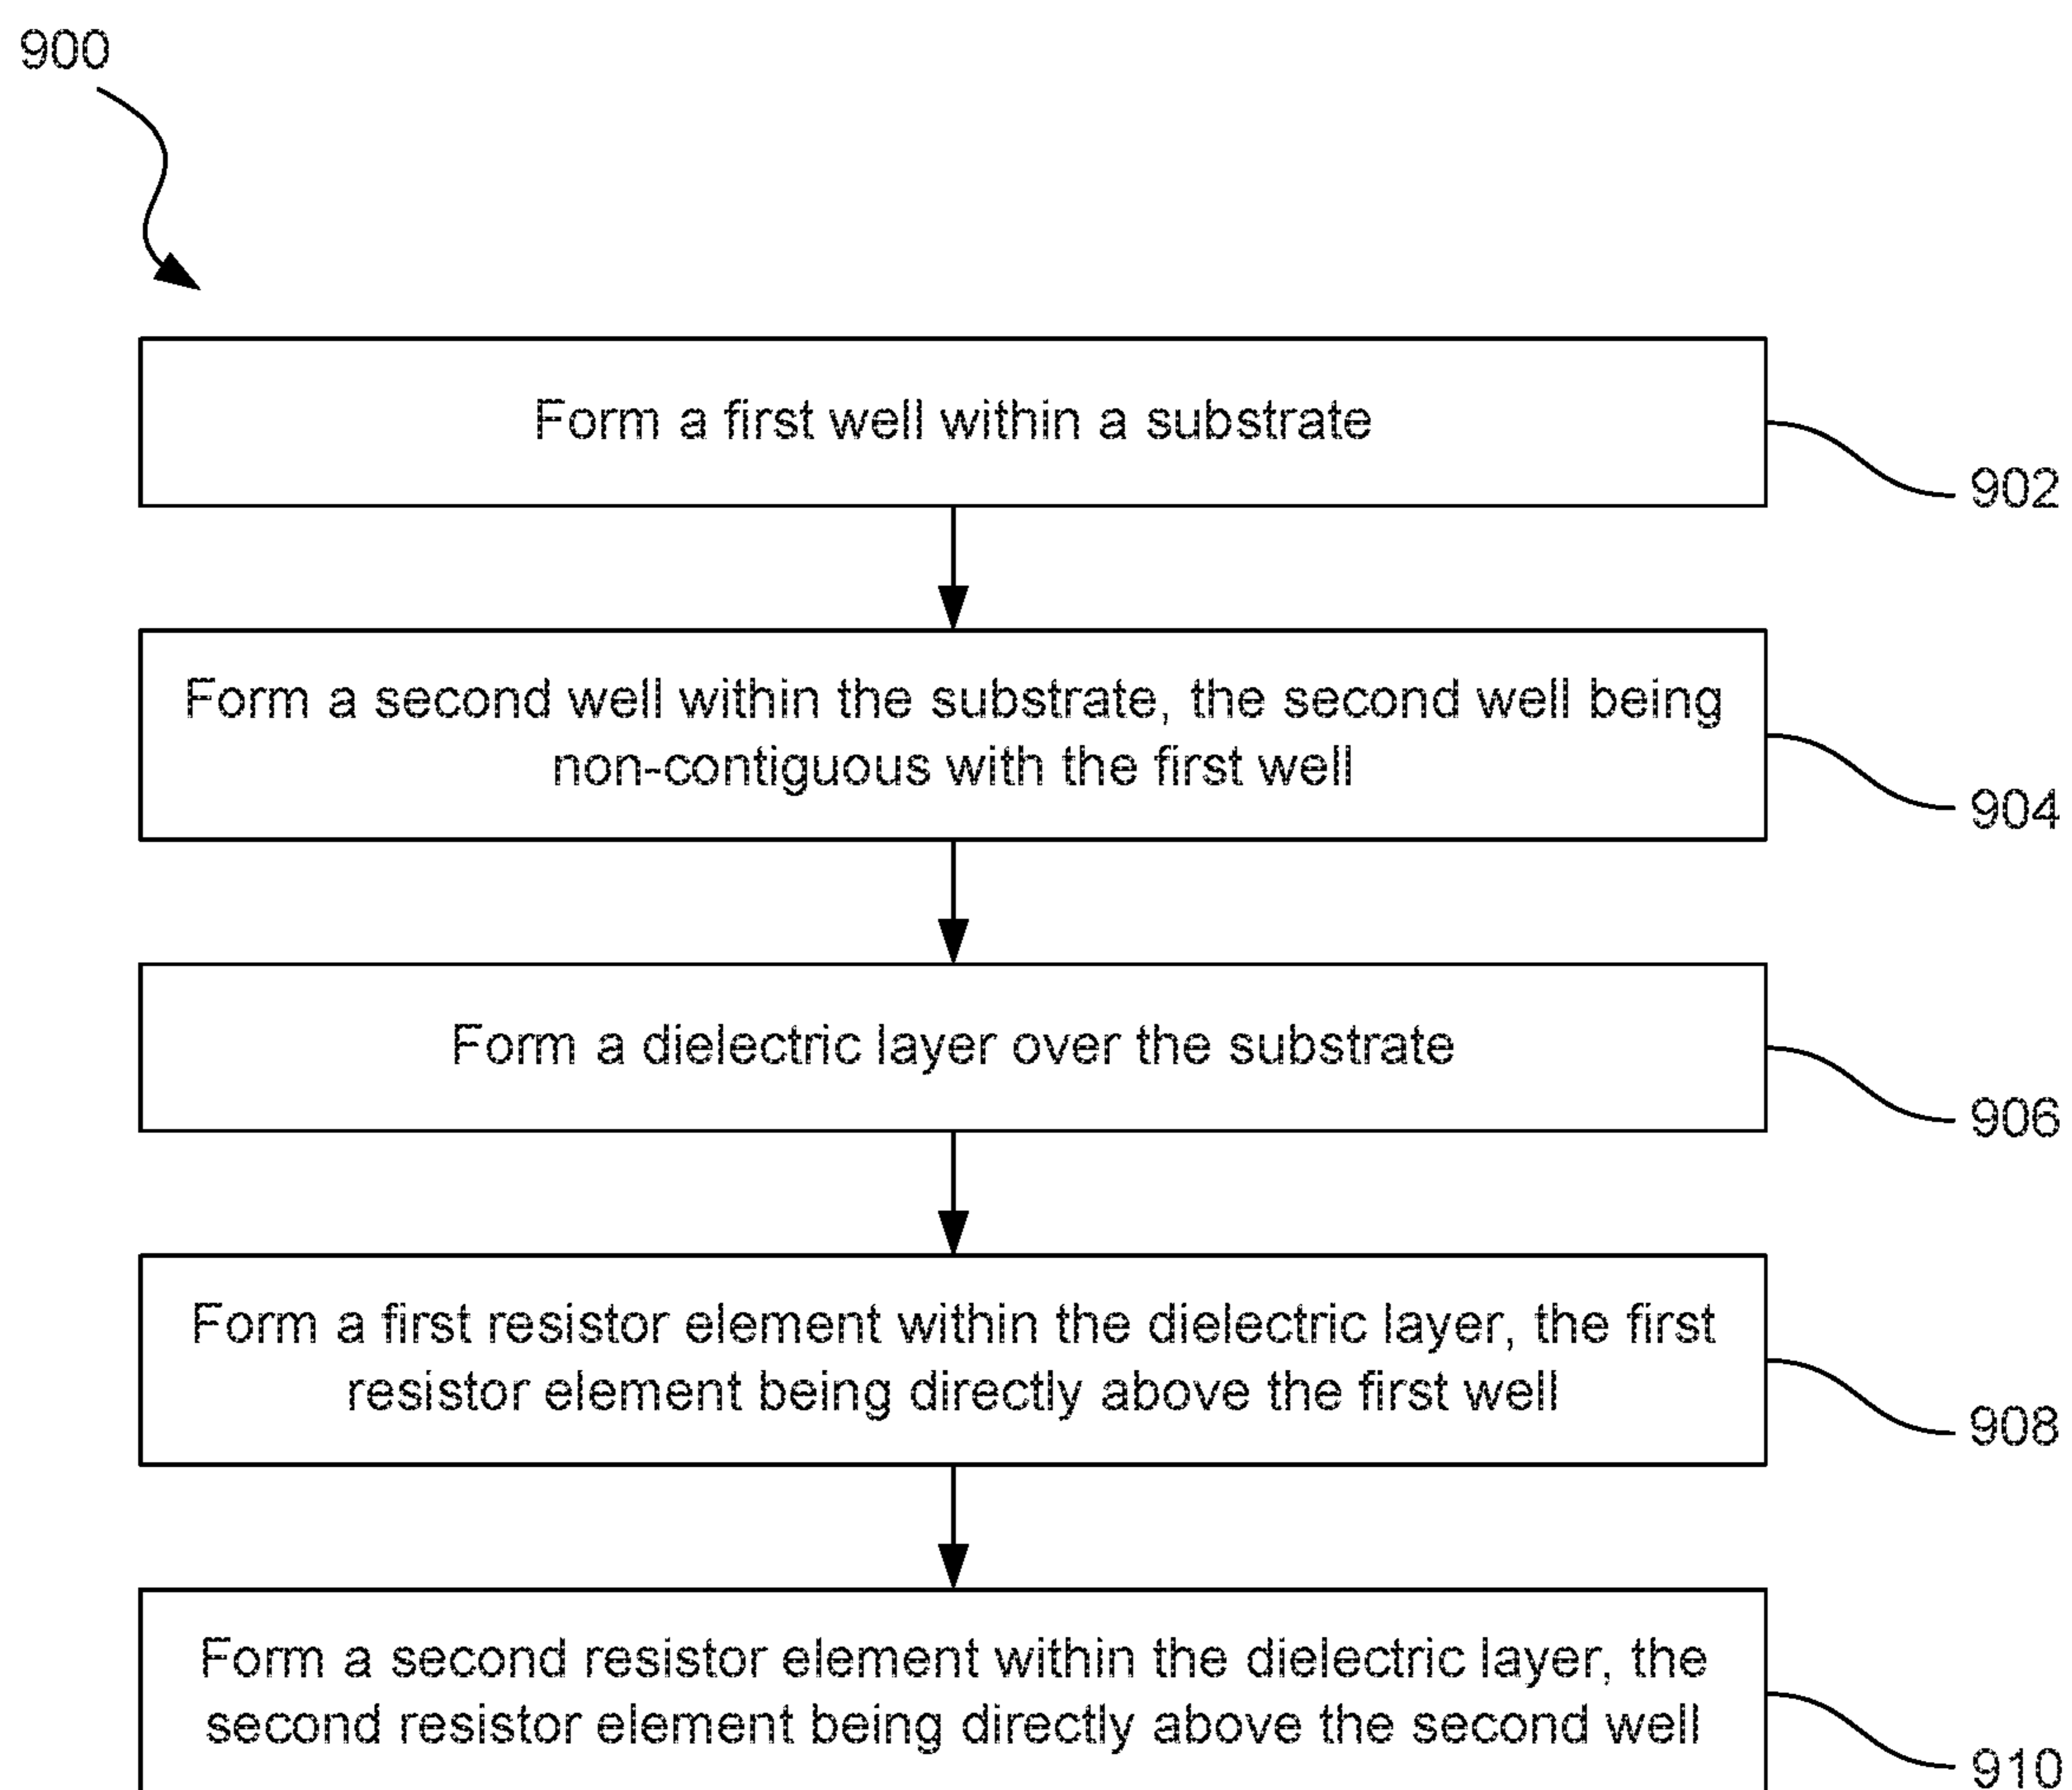 900
Form a first well within a substrate
902
Form a second well within the substrate, the second well being
non-contiguous with the first well
904
Form a dielectric layer over the substrate
906
Form a first resistor element within the dielectric layer, the first
resistor element being directly above the first well
908
Form a second resistor element within the dielectric layer, the
second resistor element being directly above the second well
910